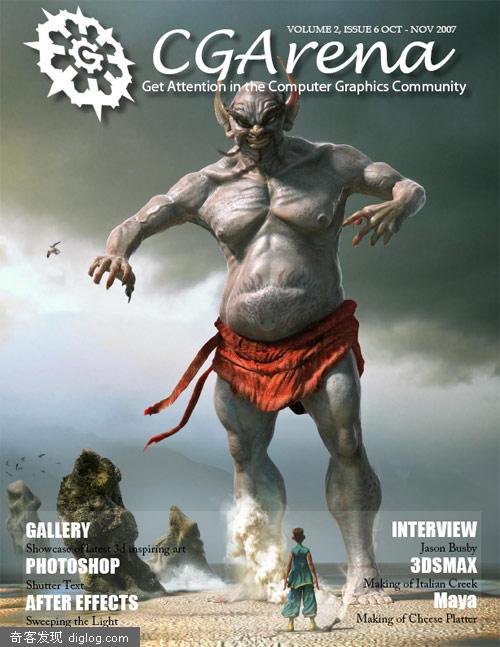 VOLUME 2, ISSUE 6 OCT - NOV 2007
G
CGArena
Get Attention in the Computer Graphics Community
GALLERY
Showcase of latest 3d inspiring art
PHOTOSHOP
Shutter Text
AFTER EFFECTS
Sweeping the Light
INTERVIEW
Jason Busby
3DSMAX
Making of Italian Creek
Maya
Making of Cheese Platter
奇客发现 diglog.com